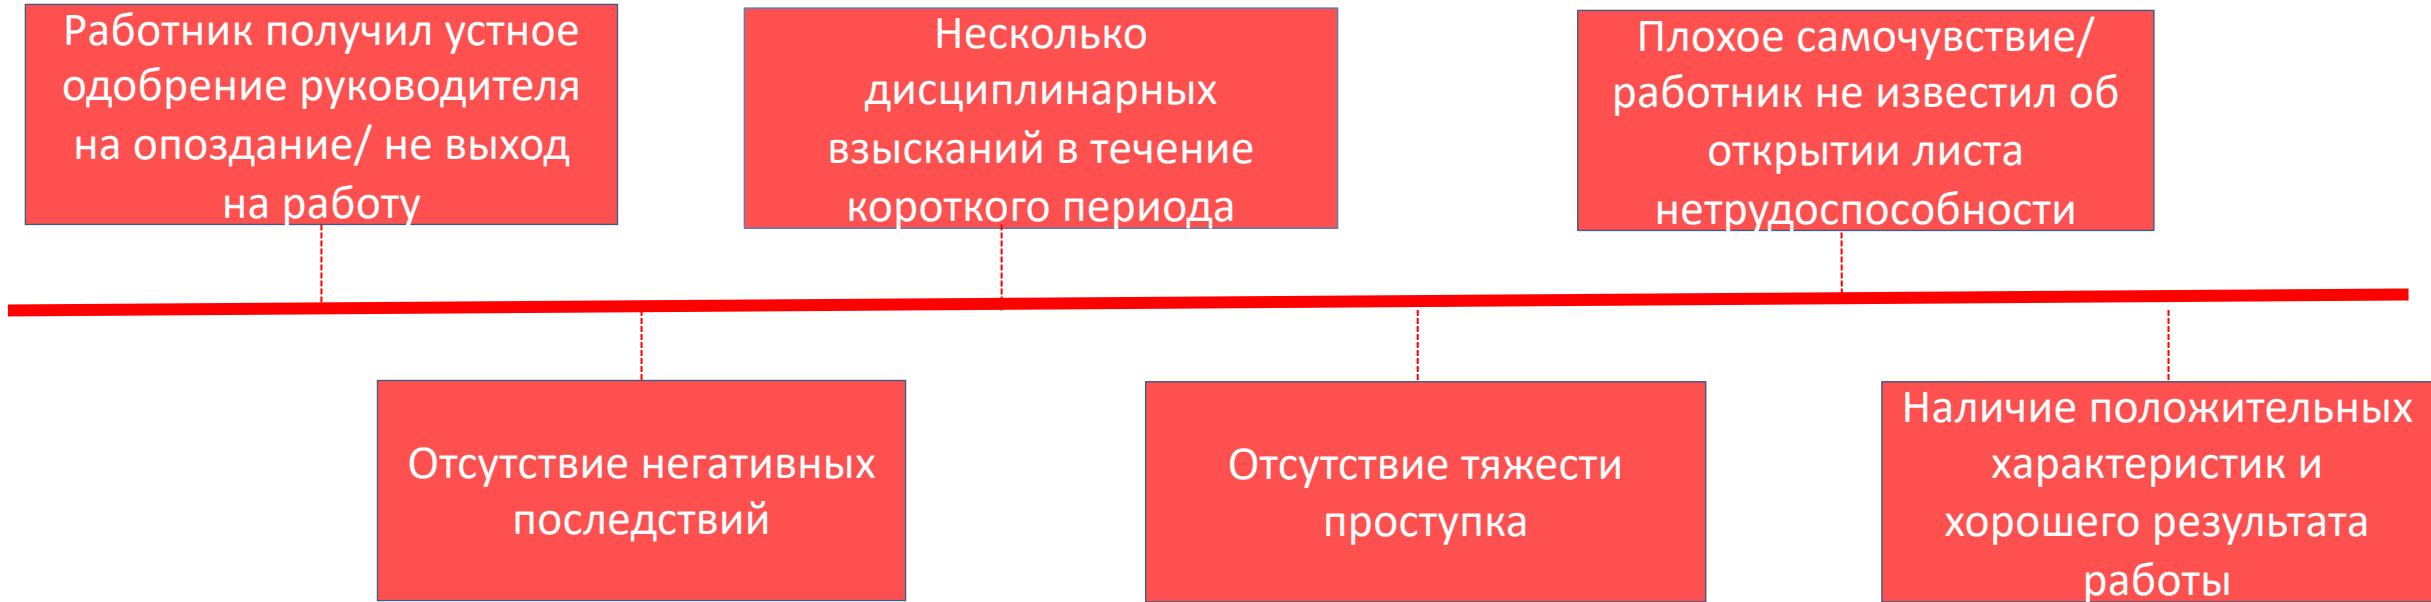 Работник получил устное
одобрение руководителя
на опоздание/ не выход
на работу
Несколько
дисциплинарных
взысканий в течение
короткого периода
Плохое самочувствие/
работник не известил об
открытии листа
нетрудоспособности
Отсутствие негативных
последствий
Отсутствие тяжести
проступка
Наличие положительных
характеристик и
хорошего результата
работы